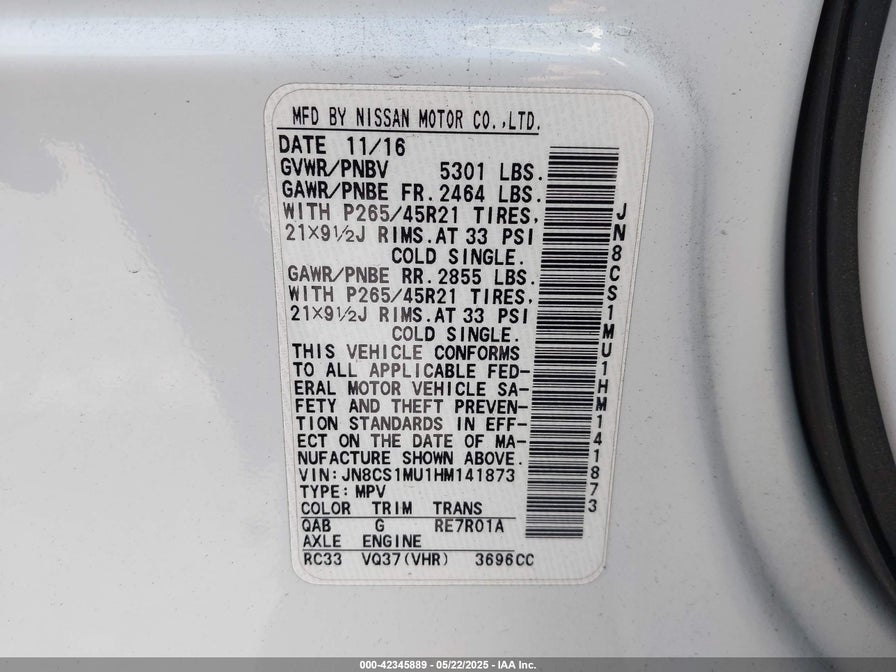 MFD BY NISSAN MOTOR CO.,LTD.
DATE 11/16
GVWR/PNBV 5301 LBS.
GAWR/PNBE FR.2464 LBS.
WITH P265/45R21 TIRES,
21×9½J RIMS.AT 33 PSI
COLD SINGLE.
GAWR/PNBE RR.2855 LBS.
WITH P265/45R21 TIRES,
21×9½J RIMS.AT 33 PSI
COLD SINGLE.
THIS VEHICLE CONFORMS
TO ALL APPLICABLE FED-
ERAL MOTOR VEHICLE SA-
FETY AND THEFT PREVEN-
TION STANDARDS IN EFF-
ECT ON THE DATE OF MA-
NUFACTURE SHOWN ABOVE.
VIN:JN8CS1MU1HM141873
TYPE:MPV
COLOR TRIM TRANS
QAB G RE7R01A
AXLE ENGINE
RC33 VQ37(VHR) 3696CC
JN8CS1MU1HM141873
000-42345889 - 05/22/2025 - IAA Inc.